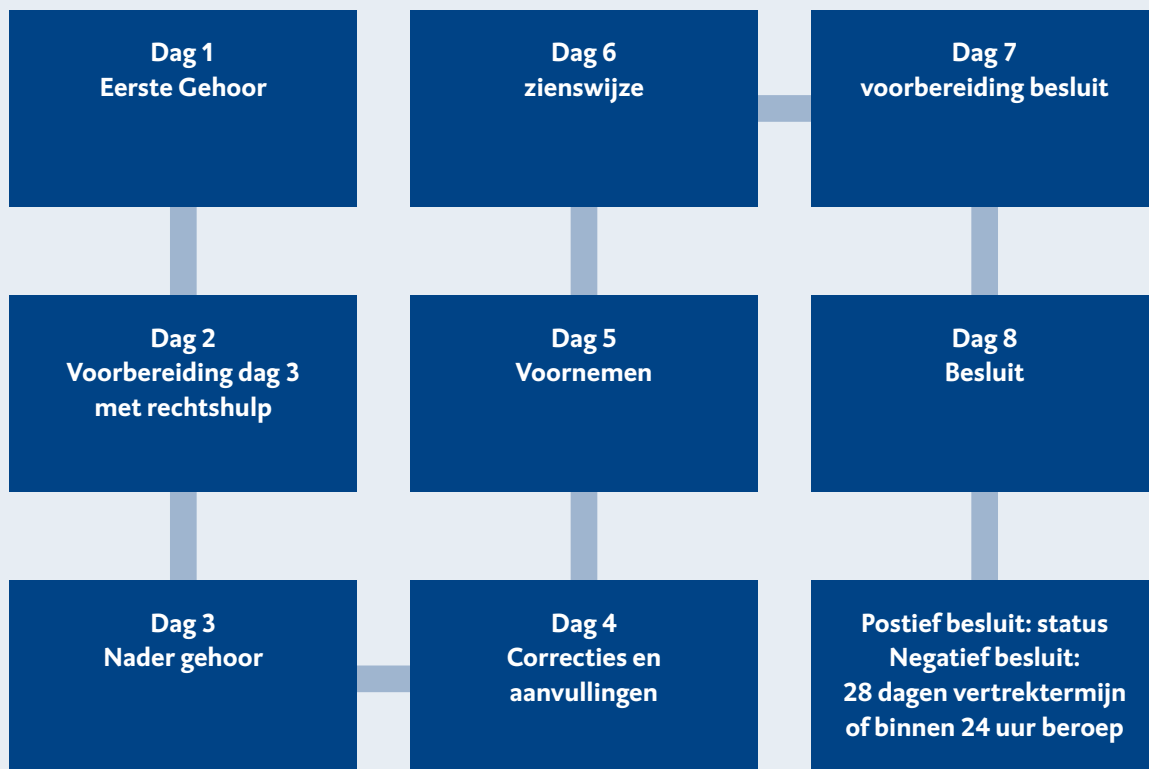 Dag 1
Eerste Gehoor
Dag 2
Voorbereiding dag 3
met rechtshulp
Dag 3
Nader gehoor
Dag 4
Correcties en
aanvullingen
Dag 5
Voornemen
Dag 6
zienswijze
Dag 7
voorbereiding besluit
Dag 8
Besluit
Postief besluit: status
Negatief besluit:
28 dagen vertrektermijn
of binnen 24 uur beroep